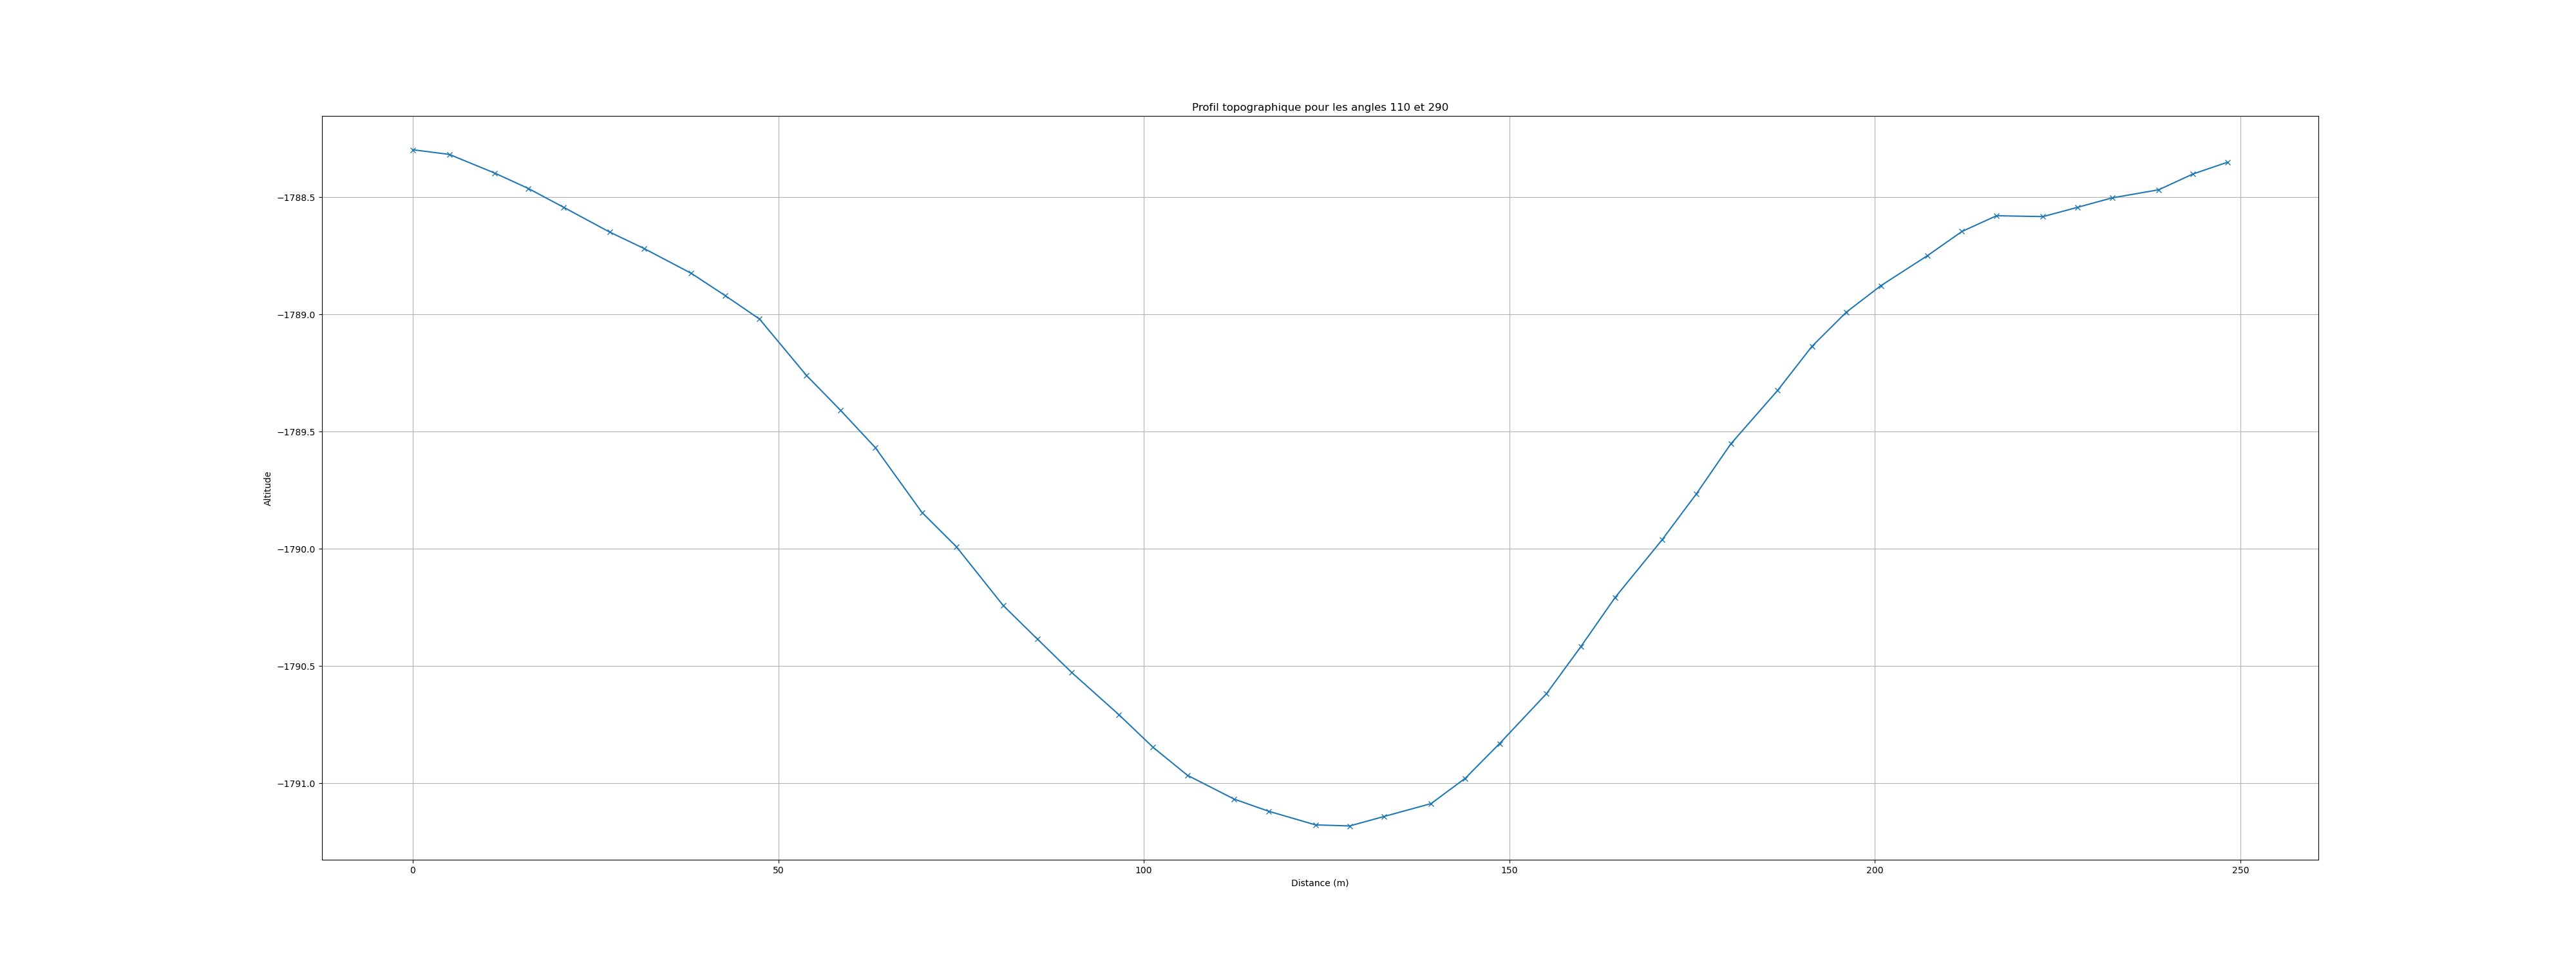 Profil topographique pour les angles 110 et 290
−1788.5
−1789.0
−1789.5
−1790.0
−1790.5
−1791.0
Altitude
0 50 100 150 200 250
Distance (m)